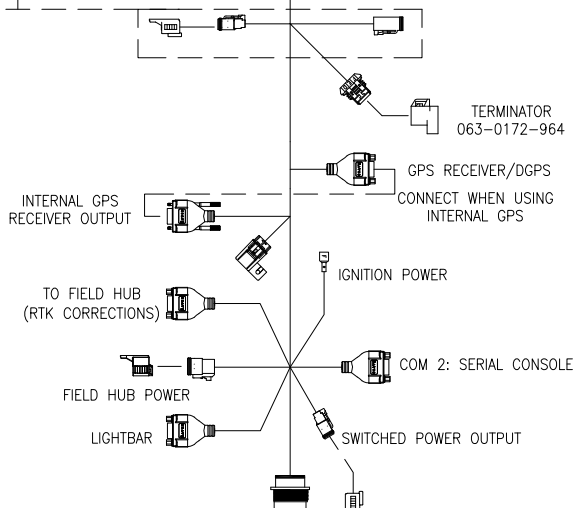 TERMINATOR
063-0172-964
GPS RECEIVER/DGPS
CONNECT WHEN USING
INTERNAL GPS
INTERNAL GPS
RECEIVER OUTPUT
IGNITION POWER
TO FIELD HUB
(RTK CORRECTIONS)
COM 2: SERIAL CONSOLE
FIELD HUB POWER
LIGHTBAR
SWITCHED POWER OUTPUT